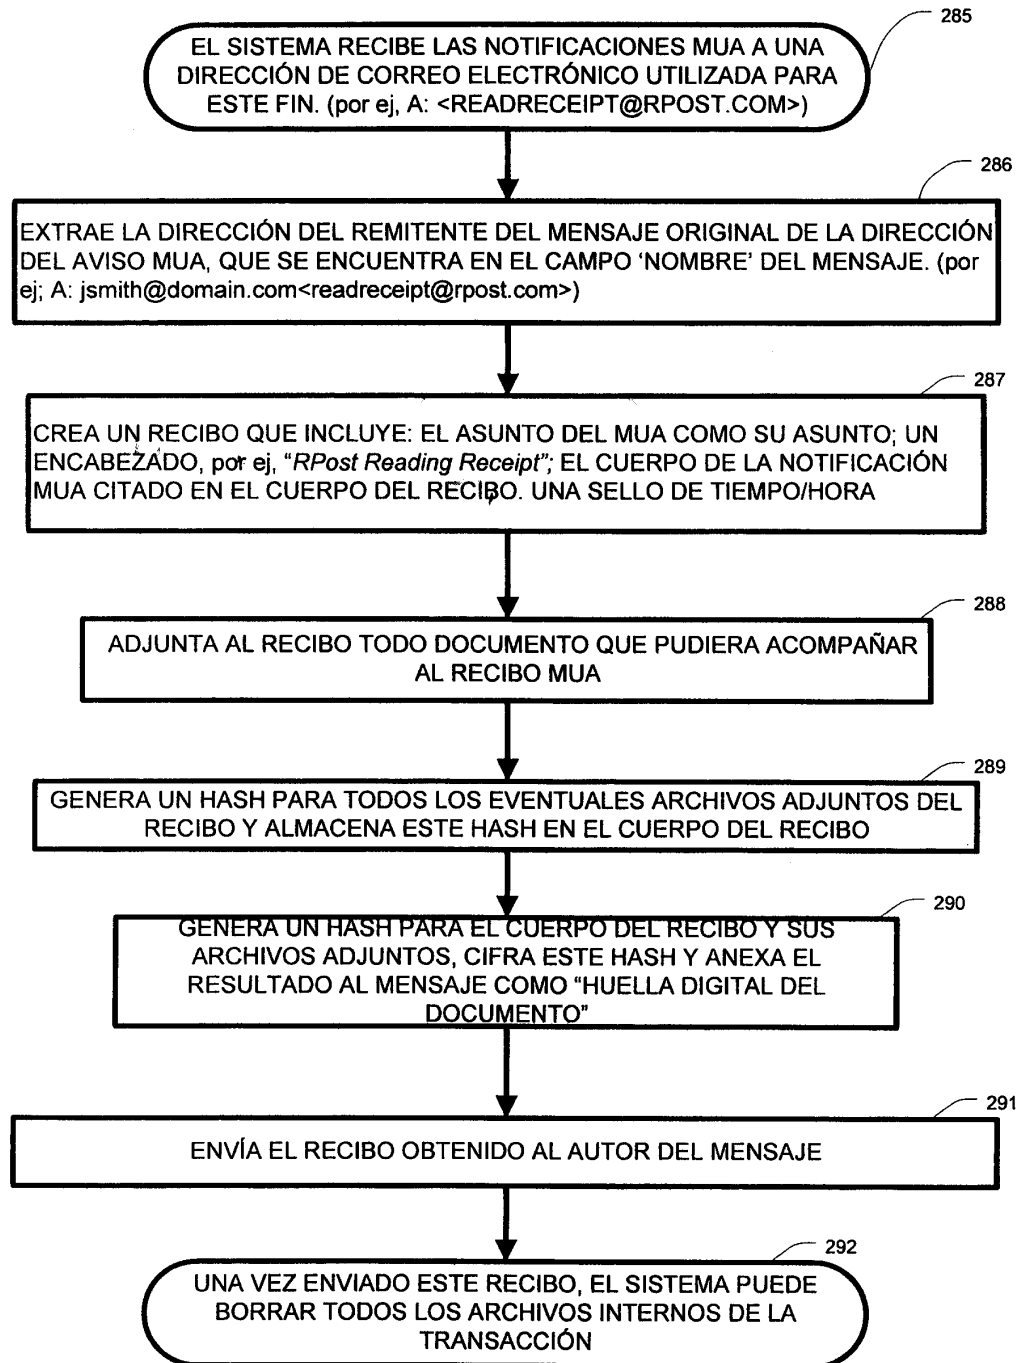 285
EL SISTEMA RECIBE LAS NOTIFICACIONES MUA A UNA
DIRECCIÓN DE CORREO ELECTRÓNICO UTILIZADA PARA
ESTE FIN. (por ej, A: <READRECEIPT@RPOST.COM>)
286
EXTRAE LA DIRECCIÓN DEL REMITENTE DEL MENSAJE ORIGINAL DE LA DIRECCIÓN
DEL AVISO MUA, QUE SE ENCUENTRA EN EL CAMPO ‘NOMBRE’ DEL MENSAJE. (por
ej; A: jsmith@domain.com<readreceipt@rpost.com>)
287
CREA UN RECIBO QUE INCLUYE: EL ASUNTO DEL MUA COMO SU ASUNTO; UN
ENCABEZADO, por ej, “RPost Reading Receipt”; EL CUERPO DE LA NOTIFICACIÓN
MUA CITADO EN EL CUERPO DEL RECIBO. UNA SELLO DE TIEMPO/HORA
288
ADJUNTA AL RECIBO TODO DOCUMENTO QUE PUDIERA ACOMPAÑAR
AL RECIBO MUA
289
GENERA UN HASH PARA TODOS LOS EVENTUALES ARCHIVOS ADJUNTOS DEL
RECIBO Y ALMACENA ESTE HASH EN EL CUERPO DEL RECIBO
290
GENERA UN HASH PARA EL CUERPO DEL RECIBO Y SUS
ARCHIVOS ADJUNTOS, CIFRA ESTE HASH Y ANEXA EL
RESULTADO AL MENSAJE COMO “HUELLA DIGITAL DEL
DOCUMENTO”
291
ENVÍA EL RECIBO OBTENIDO AL AUTOR DEL MENSAJE
292
UNA VEZ ENVIADO ESTE RECIBO, EL SISTEMA PUEDE
BORRAR TODOS LOS ARCHIVOS INTERNOS DE LA
TRANSACCIÓN